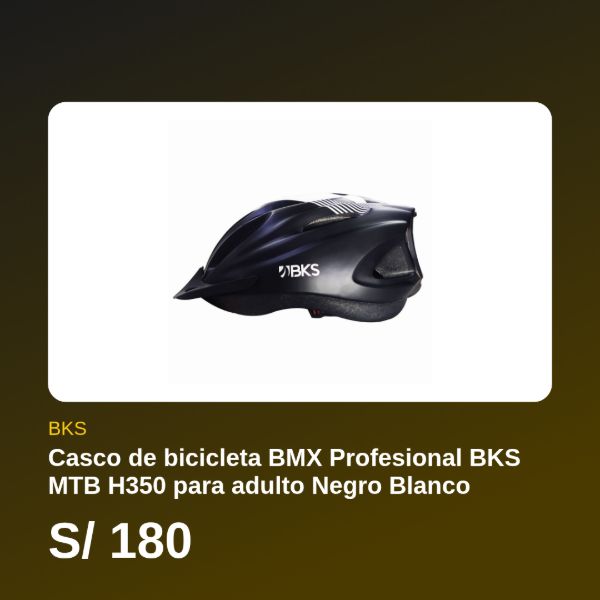 BKS
BKS
Casco de bicicleta BMX Profesional BKS
MTB H350 para adulto Negro Blanco
S/ 180